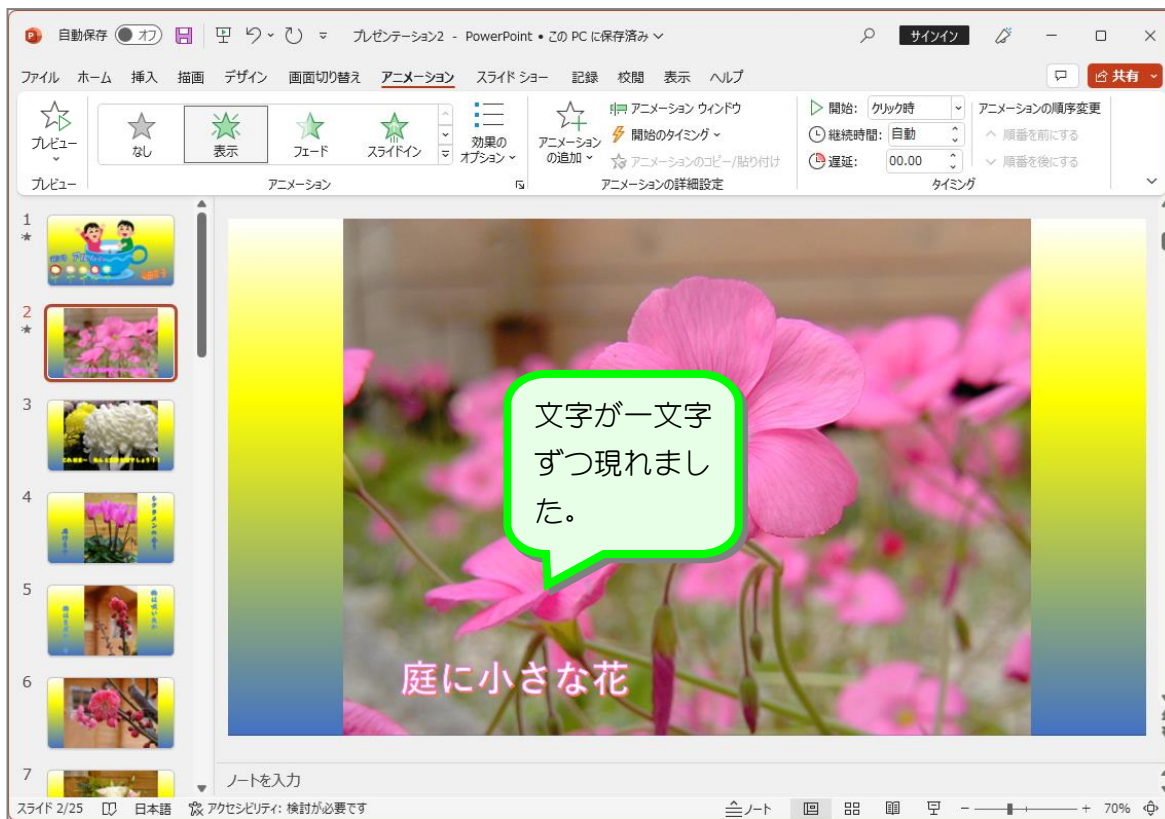 自動保存 オフ プレゼンテーション2 - PowerPoint • この PC に保存済み サインイン
ファイル ホーム 挿入 描画 デザイン 画面切り替え アニメーション スライド ショー 記録 校閲 表示 ヘルプ 共有
プレビュー
なし
表示
フェード
スライドイン
効果の
オプション
アニメーション
の追加
アニメーション ウィンドウ
開始のタイミング
アニメーションのコピー/貼り付け
開始: クリック時
継続時間: 自動
遅延: 00.00
アニメーションの順序変更
順番を前にする
順番を後にする
プレビュー アニメーション アニメーションの詳細設定 タイミング
1
2
3
4
5
6
7
文字が一文字
ずつ現れまし
た。
庭に小さな花
ノートを入力
スライド 2/25 日本語 アクセシビリティ: 検討が必要です ノート 70%